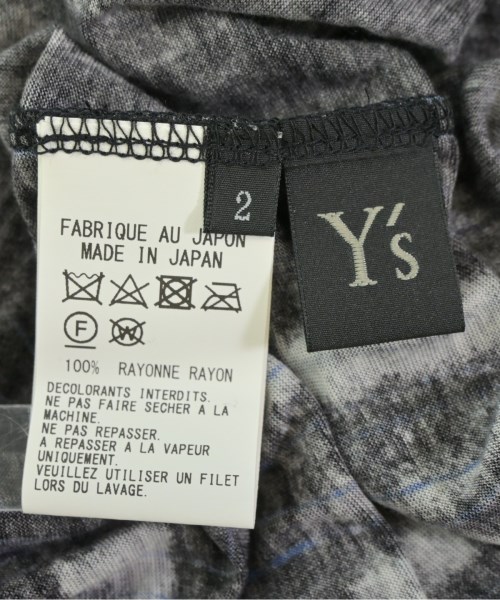 2
Y's
FABRIQUE AU JAPON
MADE IN JAPAN
F
W
100% RAYONNE RAYON
DECOLORANTS INTERDITS.
NE PAS FAIRE SECHER A LA
MACHINE.
NE PAS REPASSER.
A REPASSER A LA VAPEUR
UNIQUEMENT.
VEUILLEZ UTILISER UN FILET
LORS DU LAVAGE.